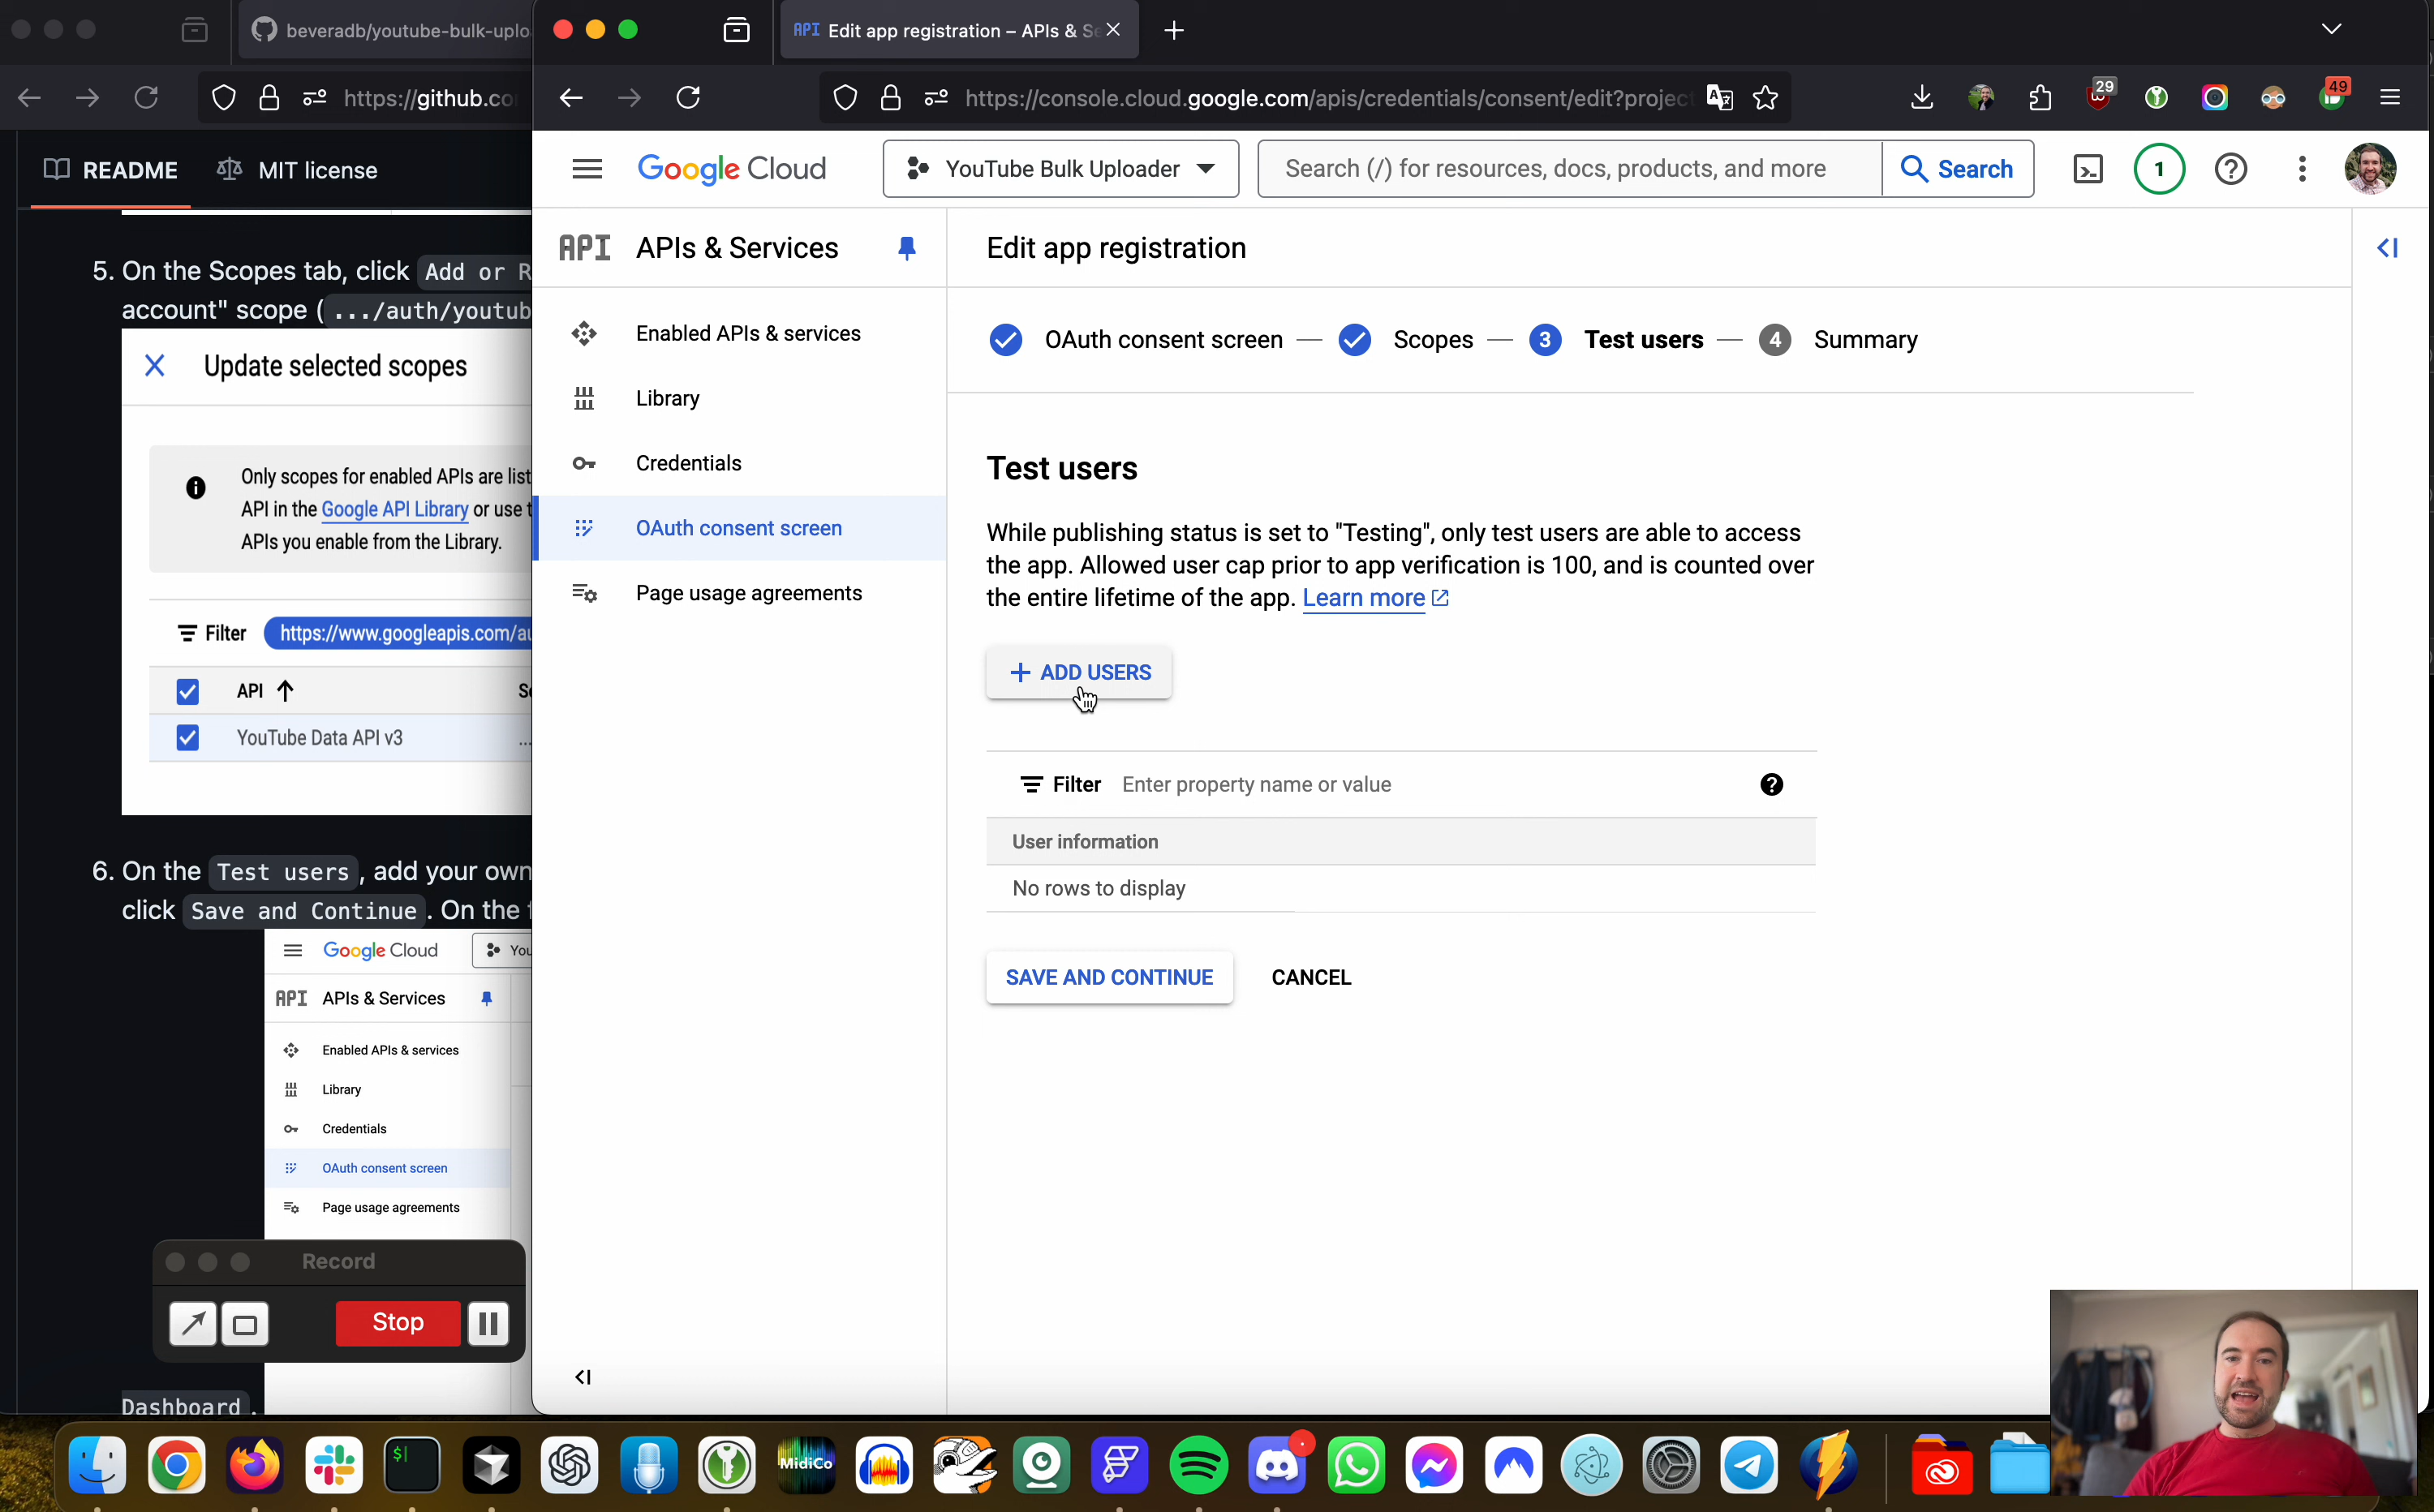 beveradb/youtube-bulk-uplo
https://github.co
README
MIT license
5. On the Scopes tab, click Add or R
account" scope ( .../auth/youtub
Update selected scopes
Only scopes for enabled APIs are list
API in the Google API Library or use t
APIs you enable from the Library.
Filter
https://www.googleapis.com/au
API
YouTube Data API v3
...
6. On the Test users , add your own
click Save and Continue . On the f
Google Cloud
You
API APIs & Services
Enabled APIs & services
Library
Credentials
OAuth consent screen
Page usage agreements
Record
Stop
Dashboard .
API Edit app registration – APIs & Se
https://console.cloud.google.com/apis/credentials/consent/edit?project
29
49
Google Cloud
YouTube Bulk Uploader
Search (/) for resources, docs, products, and more
Search
1
API APIs & Services
Enabled APIs & services
Library
Credentials
OAuth consent screen
Page usage agreements
Edit app registration
OAuth consent screen — Scopes — 3 Test users — 4 Summary
Test users
While publishing status is set to "Testing", only test users are able to access
the app. Allowed user cap prior to app verification is 100, and is counted over
the entire lifetime of the app. Learn more
+ ADD USERS
Filter Enter property name or value
User information
No rows to display
SAVE AND CONTINUE
CANCEL
$
MidiCo